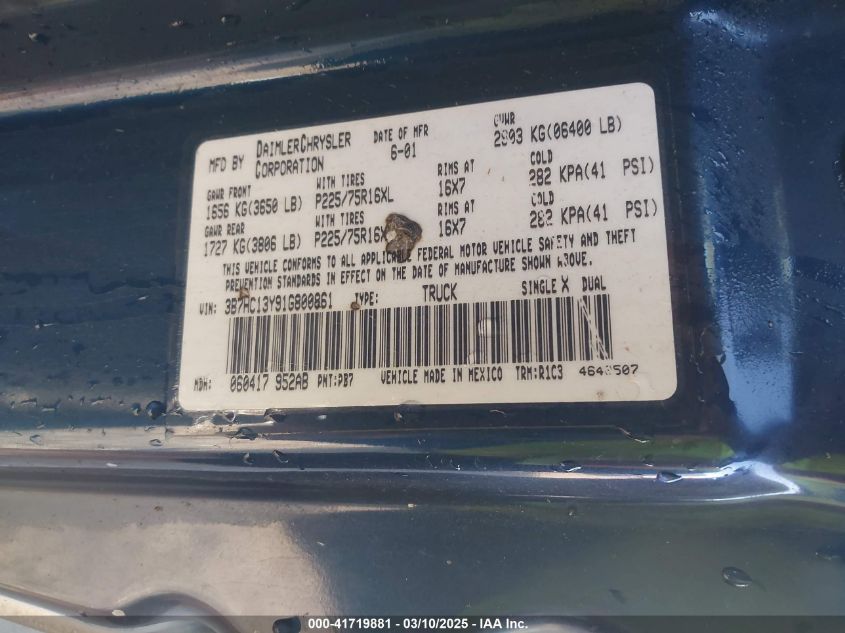 MFD BY DAIMLERCHRYSLER CORPORATION DATE OF MFR 6-01 GVWR 2903 KG(06400 LB)
GAWR FRONT WITH TIRES RIMS AT COLD
1656 KG(3650 LB) P225/75R16XL 16X7 282 KPA(41 PSI)
GAWR REAR WITH TIRES RIMS AT COLD
1727 KG(3806 LB) P225/75R16X 16X7 282 KPA(41 PSI)
THIS VEHICLE CONFORMS TO ALL APPLICABLE FEDERAL MOTOR VEHICLE SAFETY AND THEFT
PREVENTION STANDARDS IN EFFECT ON THE DATE OF MANUFACTURE SHOWN ABOVE.
VIN: 3B7HC13Y91G800861 TYPE: TRUCK SINGLE X DUAL
MDH: 060417 952AB PNT:PB7 VEHICLE MADE IN MEXICO TRM:R1C3 4643507
000-41719881 - 03/10/2025 - IAA Inc.